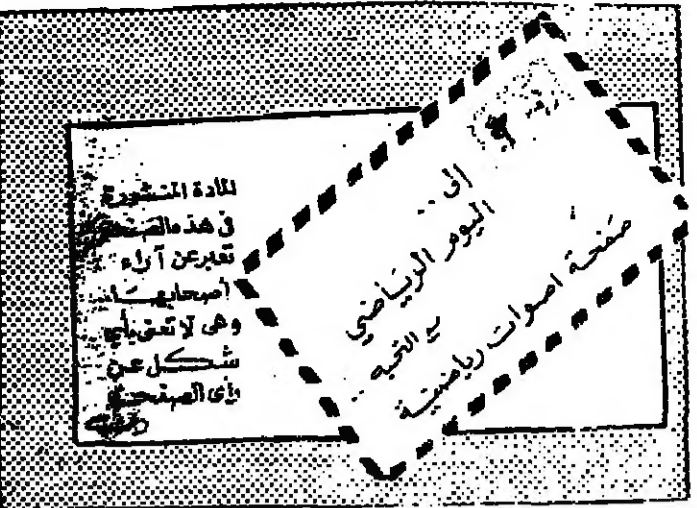 المادة المنشورة
في هذه الصفحة
تعبر عن آراء
أصحابها
وهي لا تعني بأي
شكل عن
رأي الصفحة
إلى ..
اليوم الرياضي
مع التحية ..
صفحة أصوات رياضية